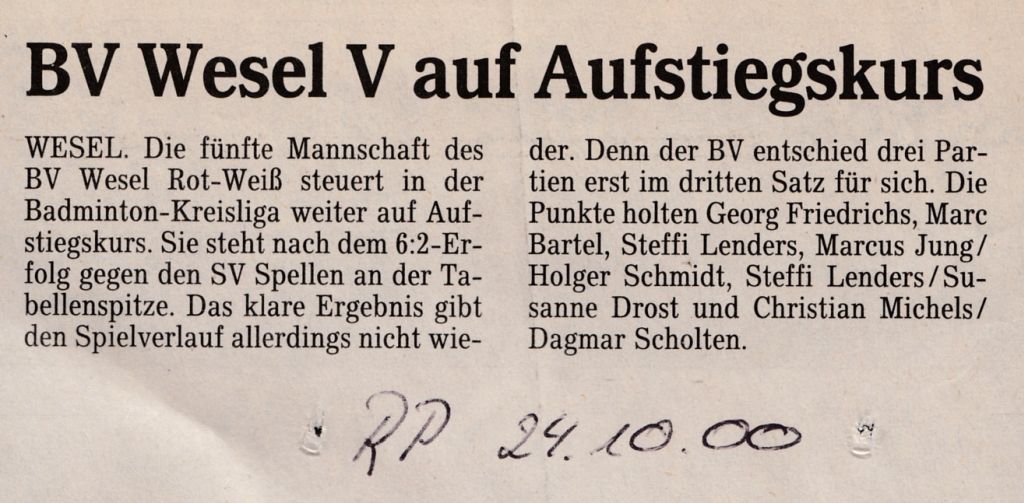 BV Wesel V auf Aufstiegskurs
WESEL. Die fünfte Mannschaft des
BV Wesel Rot-Weiß steuert in der
Badminton-Kreisliga weiter auf Auf-
stiegskurs. Sie steht nach dem 6:2-Er-
folg gegen den SV Spellen an der Ta-
bellenspitze. Das klare Ergebnis gibt
den Spielverlauf allerdings nicht wie-
der. Denn der BV entschied drei Par-
tien erst im dritten Satz für sich. Die
Punkte holten Georg Friedrichs, Marc
Bartel, Steffi Lenders, Marcus Jung/
Holger Schmidt, Steffi Lenders/Su-
sanne Drost und Christian Michels/
Dagmar Scholten.
RP 24.10.00